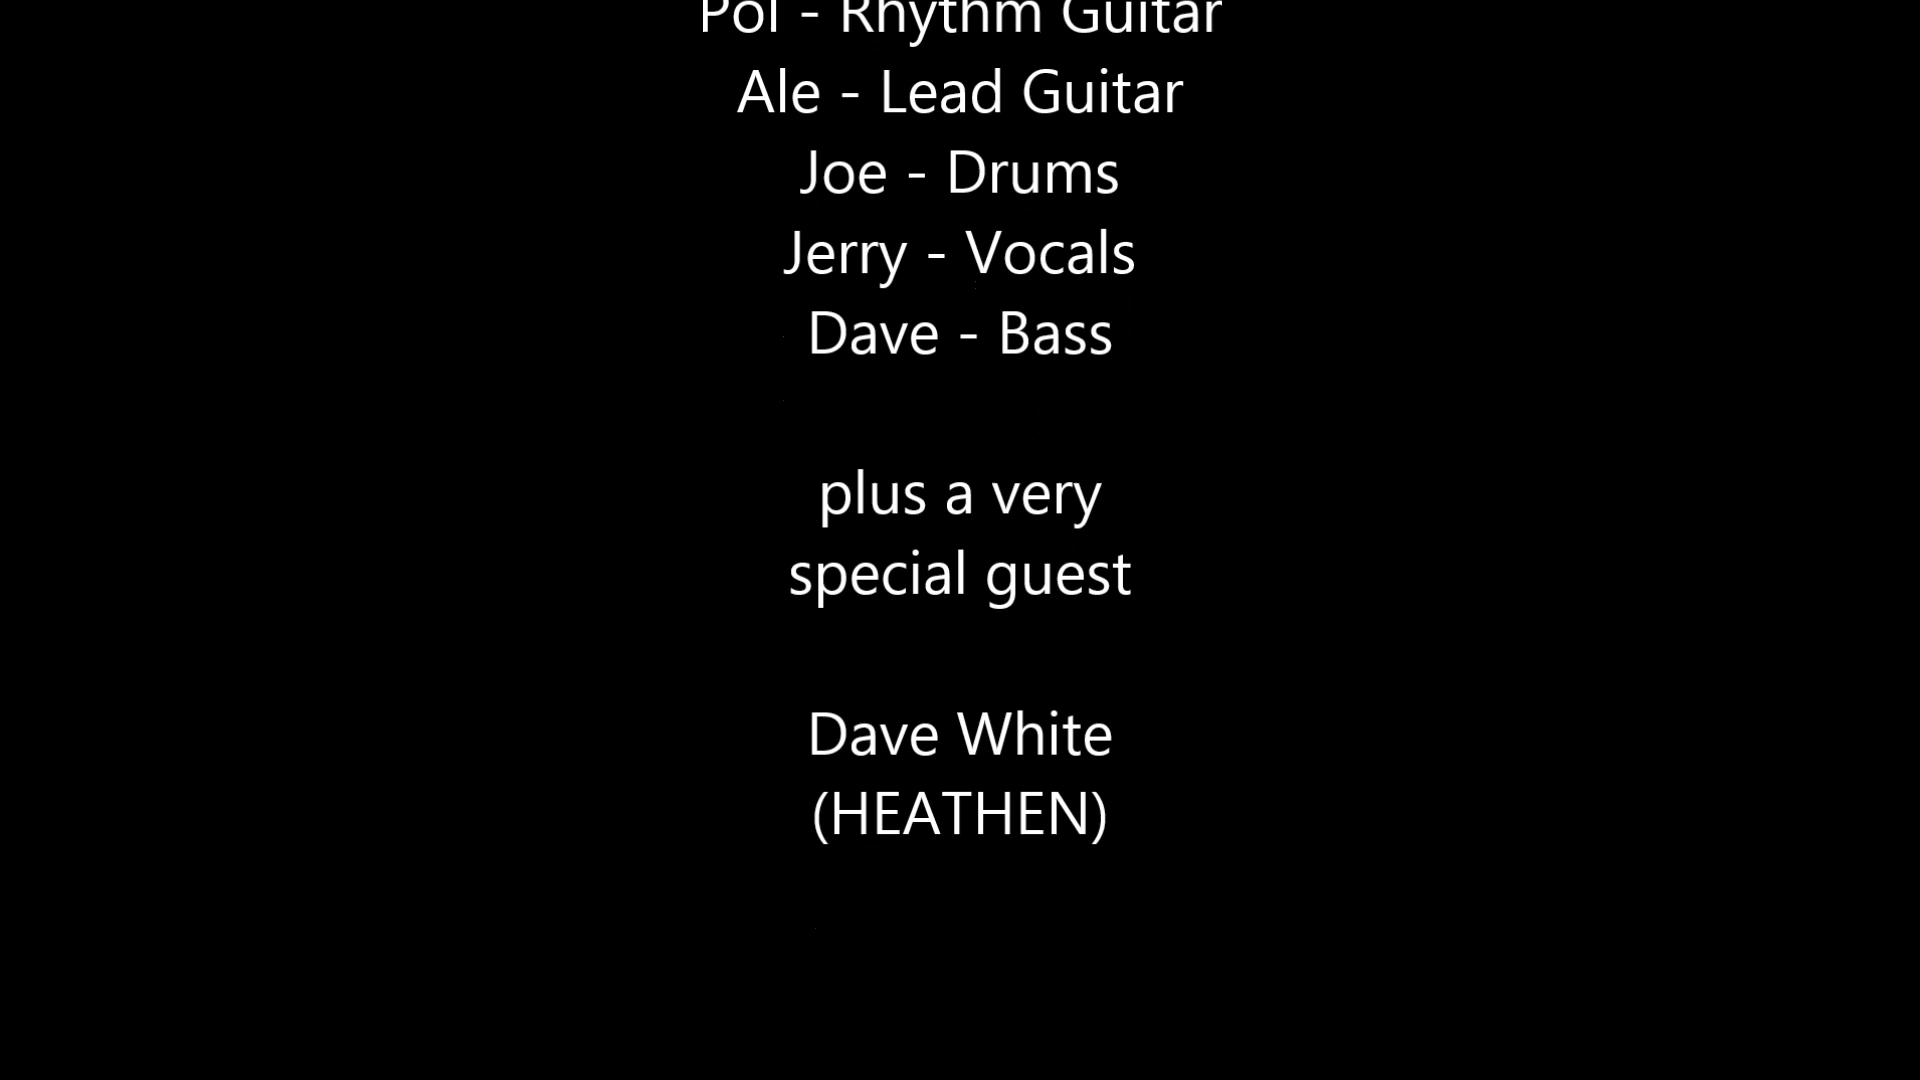 Pol - Rhythm Guitar
Ale - Lead Guitar
Joe - Drums
Jerry - Vocals
Dave - Bass
plus a very
special guest
Dave White
(HEATHEN)